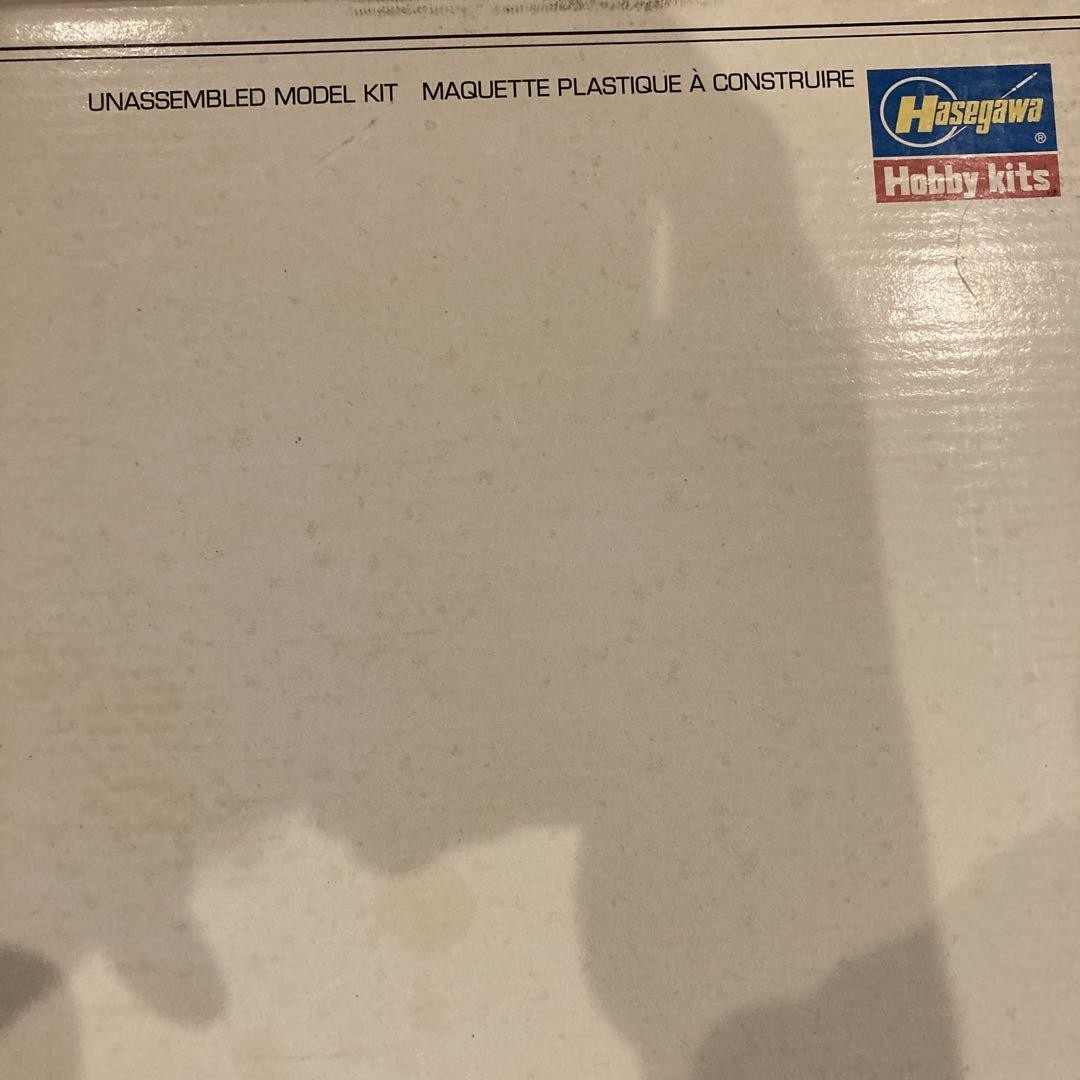 UNASSEMBLED MODEL KIT MAQUETTE PLASTIQUE À CONSTRUIRE
Hasegawa ®
Hobby kits